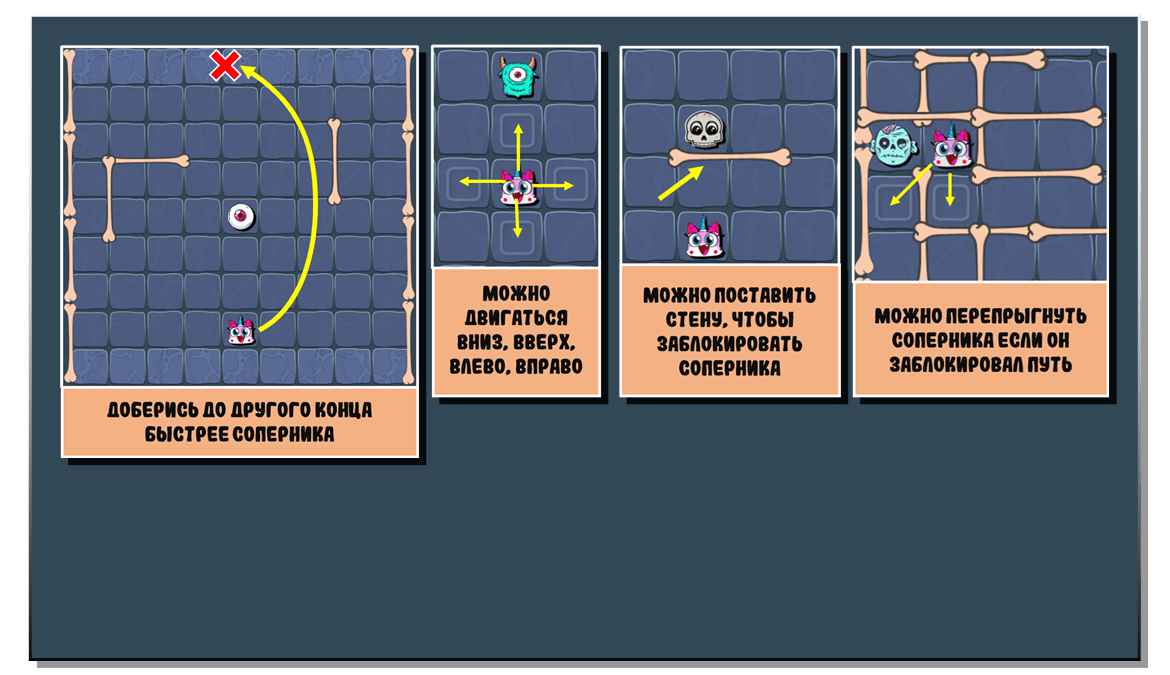 ДОБЕРИСЬ ДО ДРУГОГО КОНЦА
БЫСТРЕЕ СОПЕРНИКА
МОЖНО
ДВИГАТЬСЯ
ВНИЗ, ВВЕРХ,
ВЛЕВО, ВПРАВО
МОЖНО ПОСТАВИТЬ
СТЕНУ, ЧТОБЫ
ЗАБЛОКИРОВАТЬ
СОПЕРНИКА
МОЖНО ПЕРЕПРЫГНУТЬ
СОПЕРНИКА ЕСЛИ ОН
ЗАБЛОКИРОВАЛ ПУТЬ